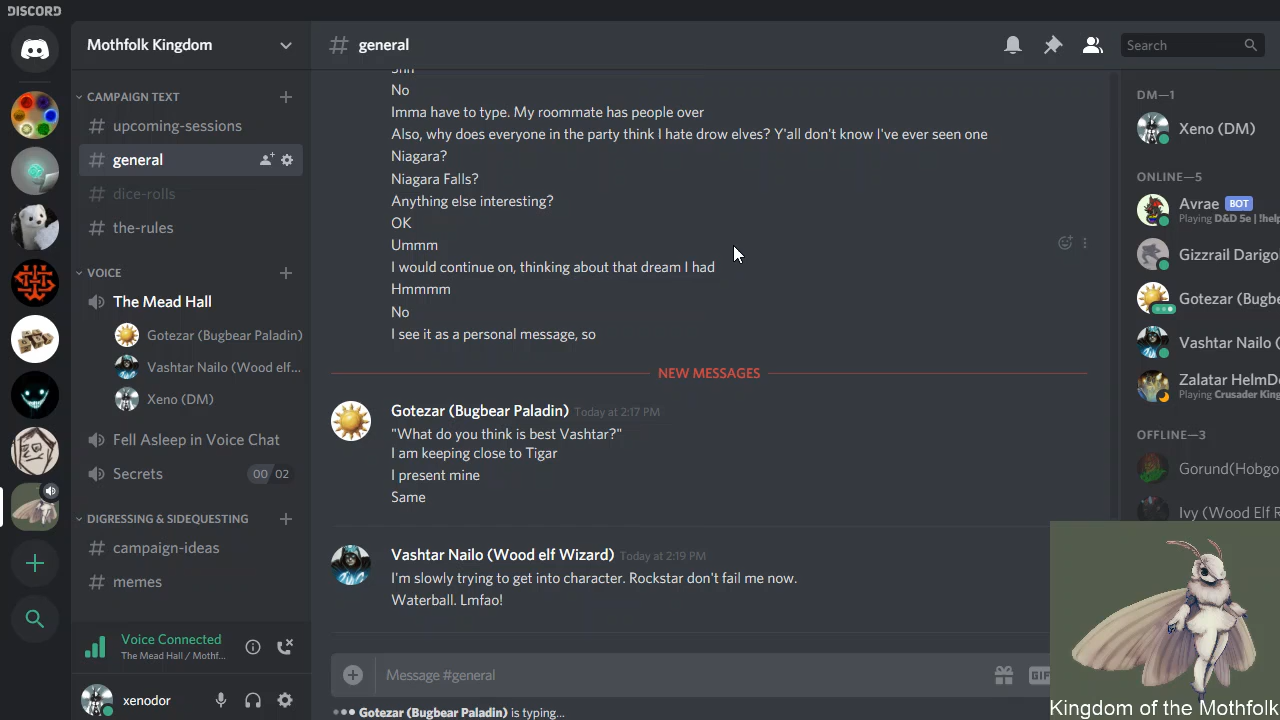 DISCORD
Mothfolk Kingdom
CAMPAIGN TEXT
# upcoming-sessions
# general
# dice-rolls
# the-rules
VOICE
The Mead Hall
Gotezar (Bugbear Paladin)
Vashtar Nailo (Wood elf...
Xeno (DM)
Fell Asleep in Voice Chat
Secrets 00 02
DIGRESSING & SIDEQUESTING
# campaign-ideas
# memes
Voice Connected
The Mead Hall / Mothf...
xenodor
# general
Search
No
Imma have to type. My roommate has people over
Also, why does everyone in the party think I hate drow elves? Y'all don't know I've ever seen one
Niagara?
Niagara Falls?
Anything else interesting?
OK
Ummm
I would continue on, thinking about that dream I had
Hmmmm
No
I see it as a personal message, so
NEW MESSAGES
Gotezar (Bugbear Paladin) Today at 2:17 PM
"What do you think is best Vashtar?"
I am keeping close to Tigar
I present mine
Same
Vashtar Nailo (Wood elf Wizard) Today at 2:19 PM
I'm slowly trying to get into character. Rockstar don't fail me now.
Waterball. Lmfao!
Message #general
GIF
Gotezar (Bugbear Paladin) is typing...
DM—1
Xeno (DM)
ONLINE—5
Avrae BOT
Playing D&D 5e | !help
Gizzrail Darigo
Gotezar (Bugbe
Vashtar Nailo (
Zalatar HelmD
Playing Crusader King
OFFLINE—3
Gorund(Hobgo
Ivy (Wood Elf R
Kingdom of the Mothfolk